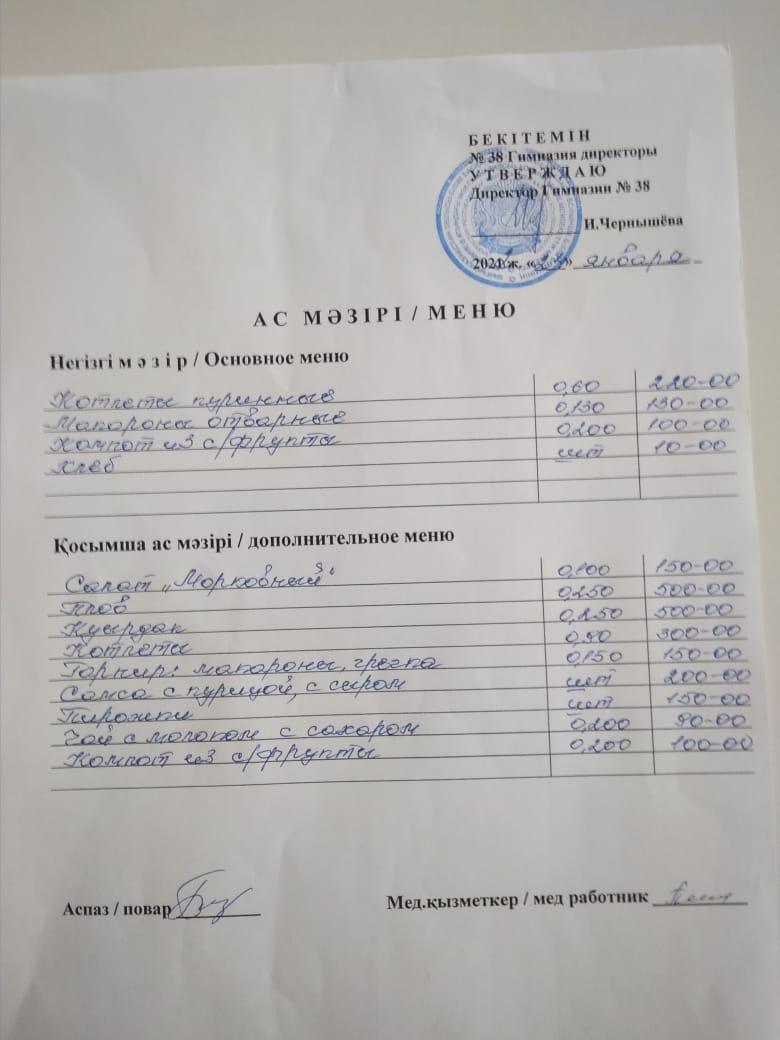 БЕКІТЕМІН
№ 38 Гимназия директоры
УТВЕРЖДАЮ
Директор Гимназии № 38
И.Чернышёва
2021 ж. « » января
АС МӘЗІРІ / МЕНЮ
Негізгі мәзір / Основное меню
Котлеты куринные 0,60 220-00
Макароны отварные 0,130 130-00
Компот из с/фрукты 0,200 100-00
Хлеб шт 10-00
Қосымша ас мәзірі / дополнительное меню
Салат „Морковный“ 0,100 150-00
Плов 0,250 500-00
Куырдак 0,250 500-00
Котлеты 0,50 300-00
Гарнир: макароны, гречка 0,150 150-00
Самса с курицой, с сыром шт 200-00
Пирожки шт 150-00
Чай с молоком с сахаром 0,200 90-00
Компот из с/фрукты 0,200 100-00
Аспаз / повар
Мед.қызметкер / мед работник